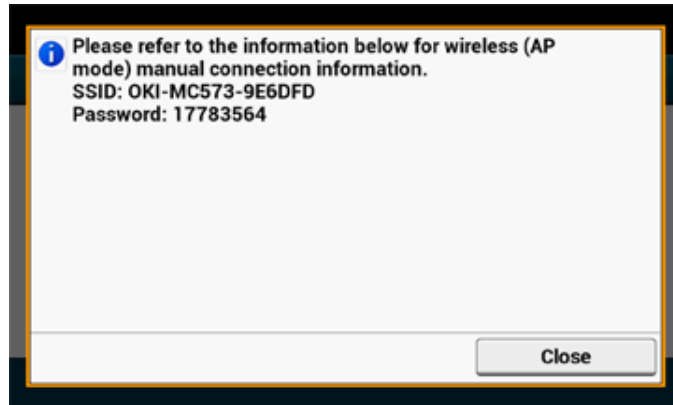 Please refer to the information below for wireless (AP
mode) manual connection information.
SSID: OKI-MC573-9E6DFD
Password: 17783564
Close